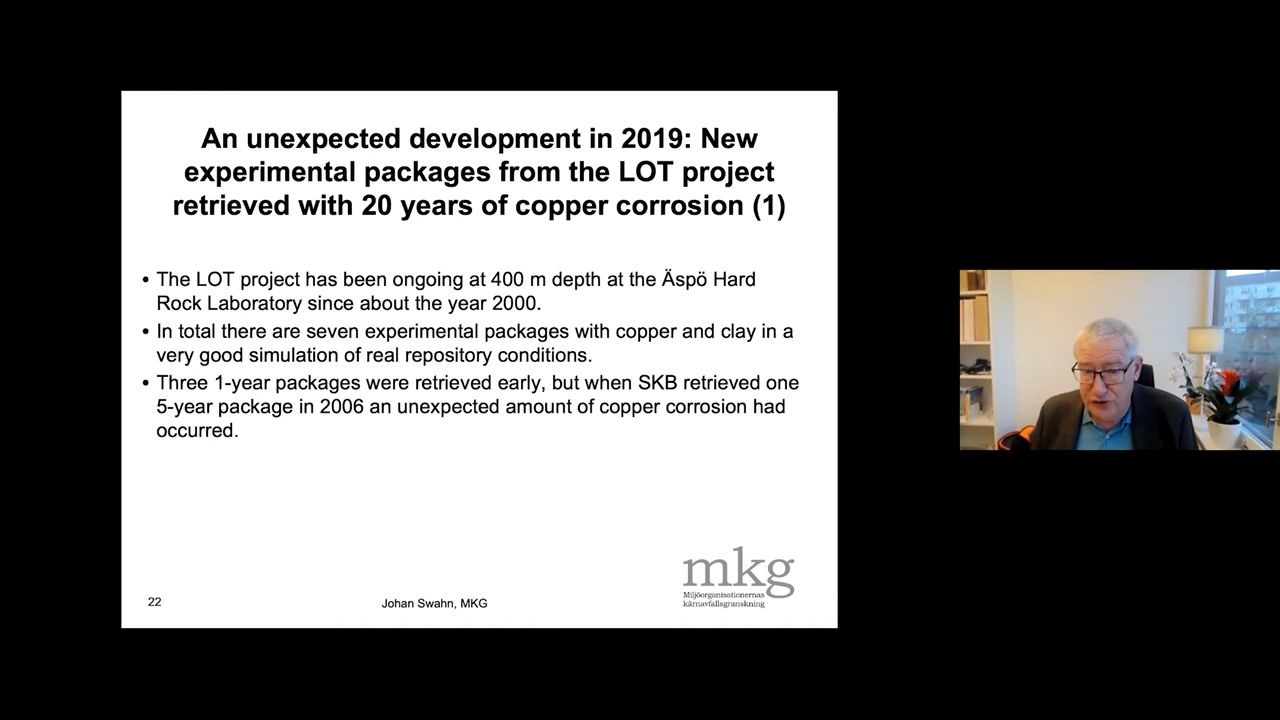 An unexpected development in 2019: New
experimental packages from the LOT project
retrieved with 20 years of copper corrosion (1)
• The LOT project has been ongoing at 400 m depth at the Äspö Hard
Rock Laboratory since about the year 2000.
• In total there are seven experimental packages with copper and clay in a
very good simulation of real repository conditions.
• Three 1-year packages were retrieved early, but when SKB retrieved one
5-year package in 2006 an unexpected amount of copper corrosion had
occurred.
mkg
Miljöorganisationernas
kärnavfallsgranskning
22
Johan Swahn, MKG